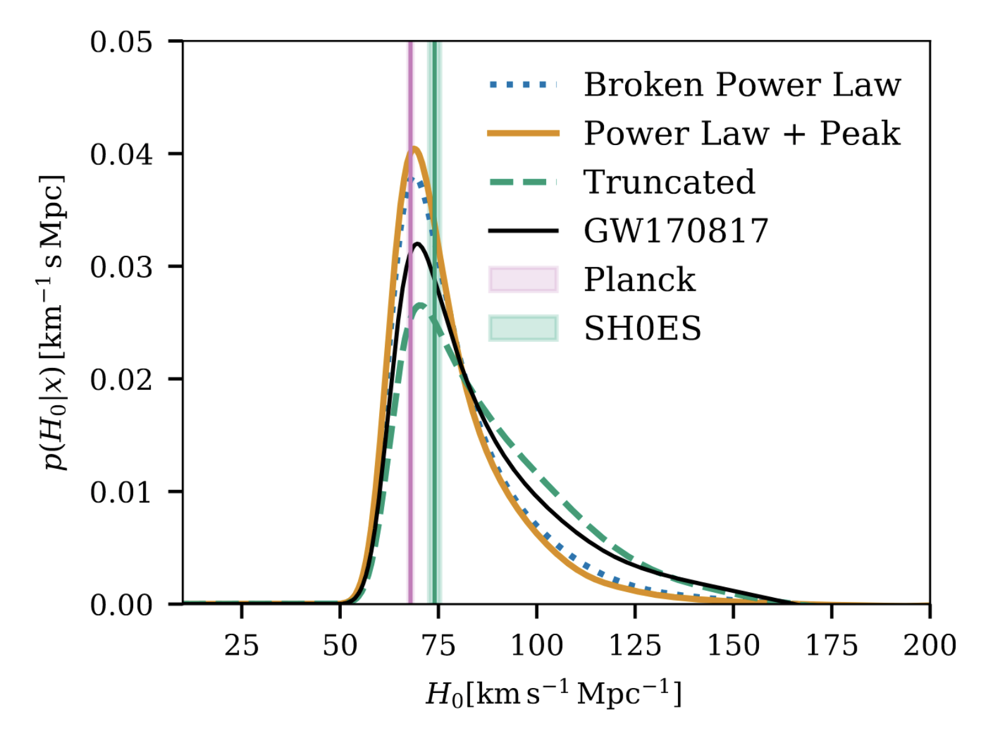 0.05
0.04
0.03
0.02
0.01
0.00
p(H₀|x) [km⁻¹ s Mpc]
Broken Power Law
Power Law + Peak
Truncated
GW170817
Planck
SH0ES
25 50 75 100 125 150 175 200
H₀[km s⁻¹ Mpc⁻¹]